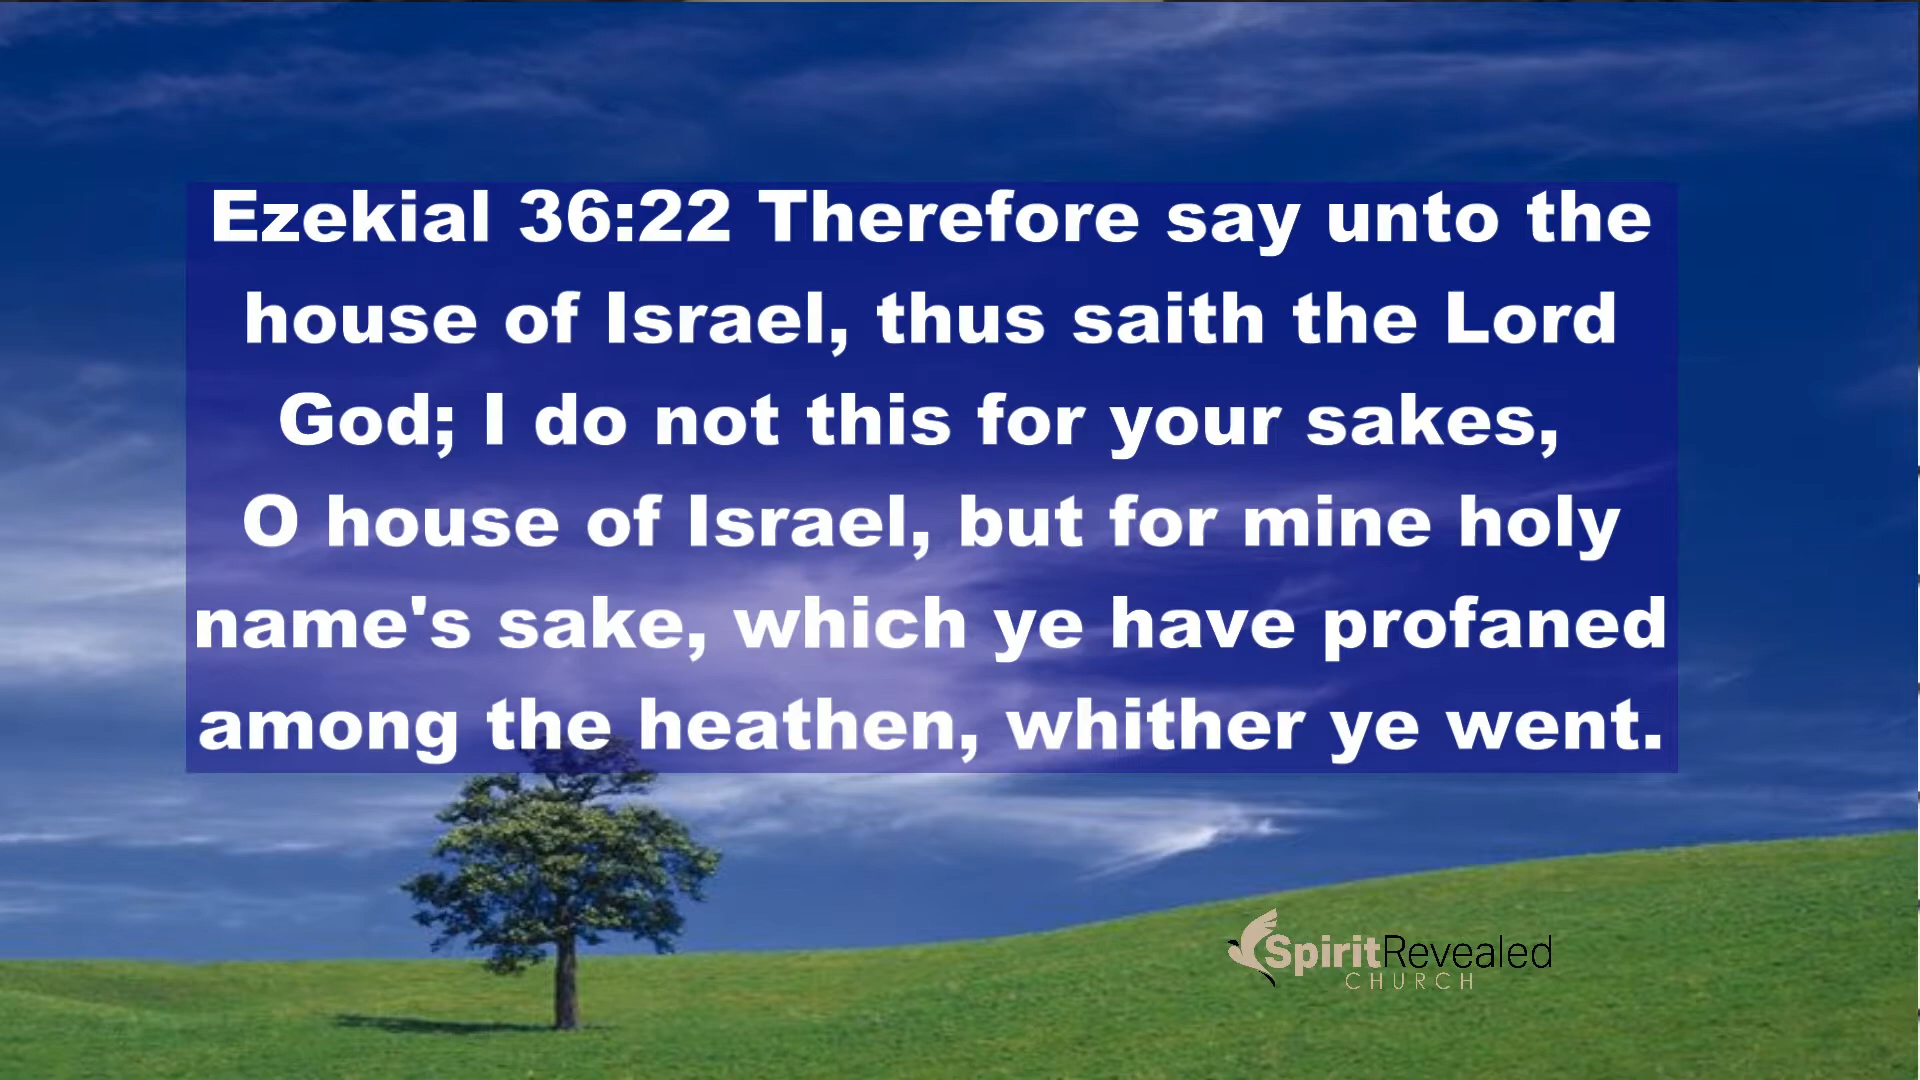 Ezekial 36:22 Therefore say unto the
house of Israel, thus saith the Lord
God; I do not this for your sakes,
O house of Israel, but for mine holy
name's sake, which ye have profaned
among the heathen, whither ye went.
SpiritRevealed
CHURCH